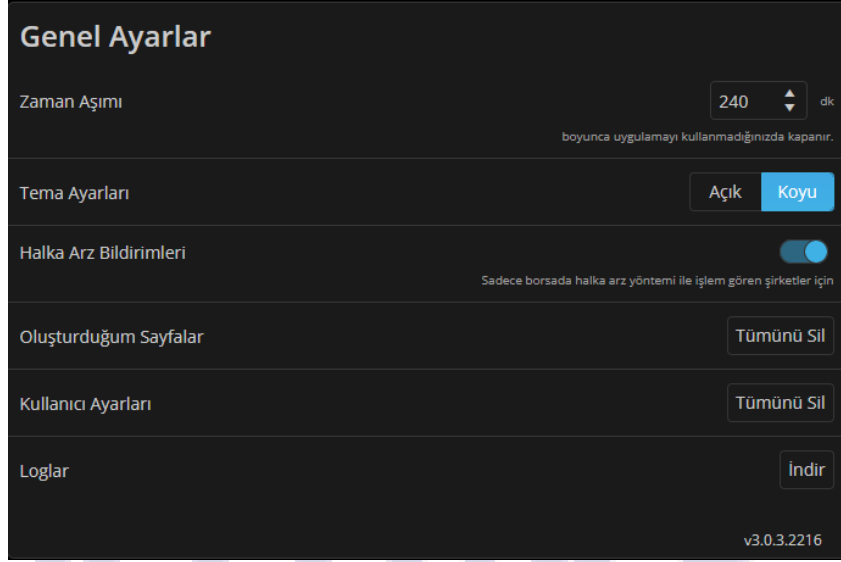 Genel Ayarlar
Zaman Aşımı 240 dk
boyunca uygulamayı kullanmadığınızda kapanır.
Tema Ayarları Açık Koyu
Halka Arz Bildirimleri
Sadece borsada halka arz yöntemi ile işlem gören şirketler için
Oluşturduğum Sayfalar Tümünü Sil
Kullanıcı Ayarları Tümünü Sil
Loglar İndir
v3.0.3.2216